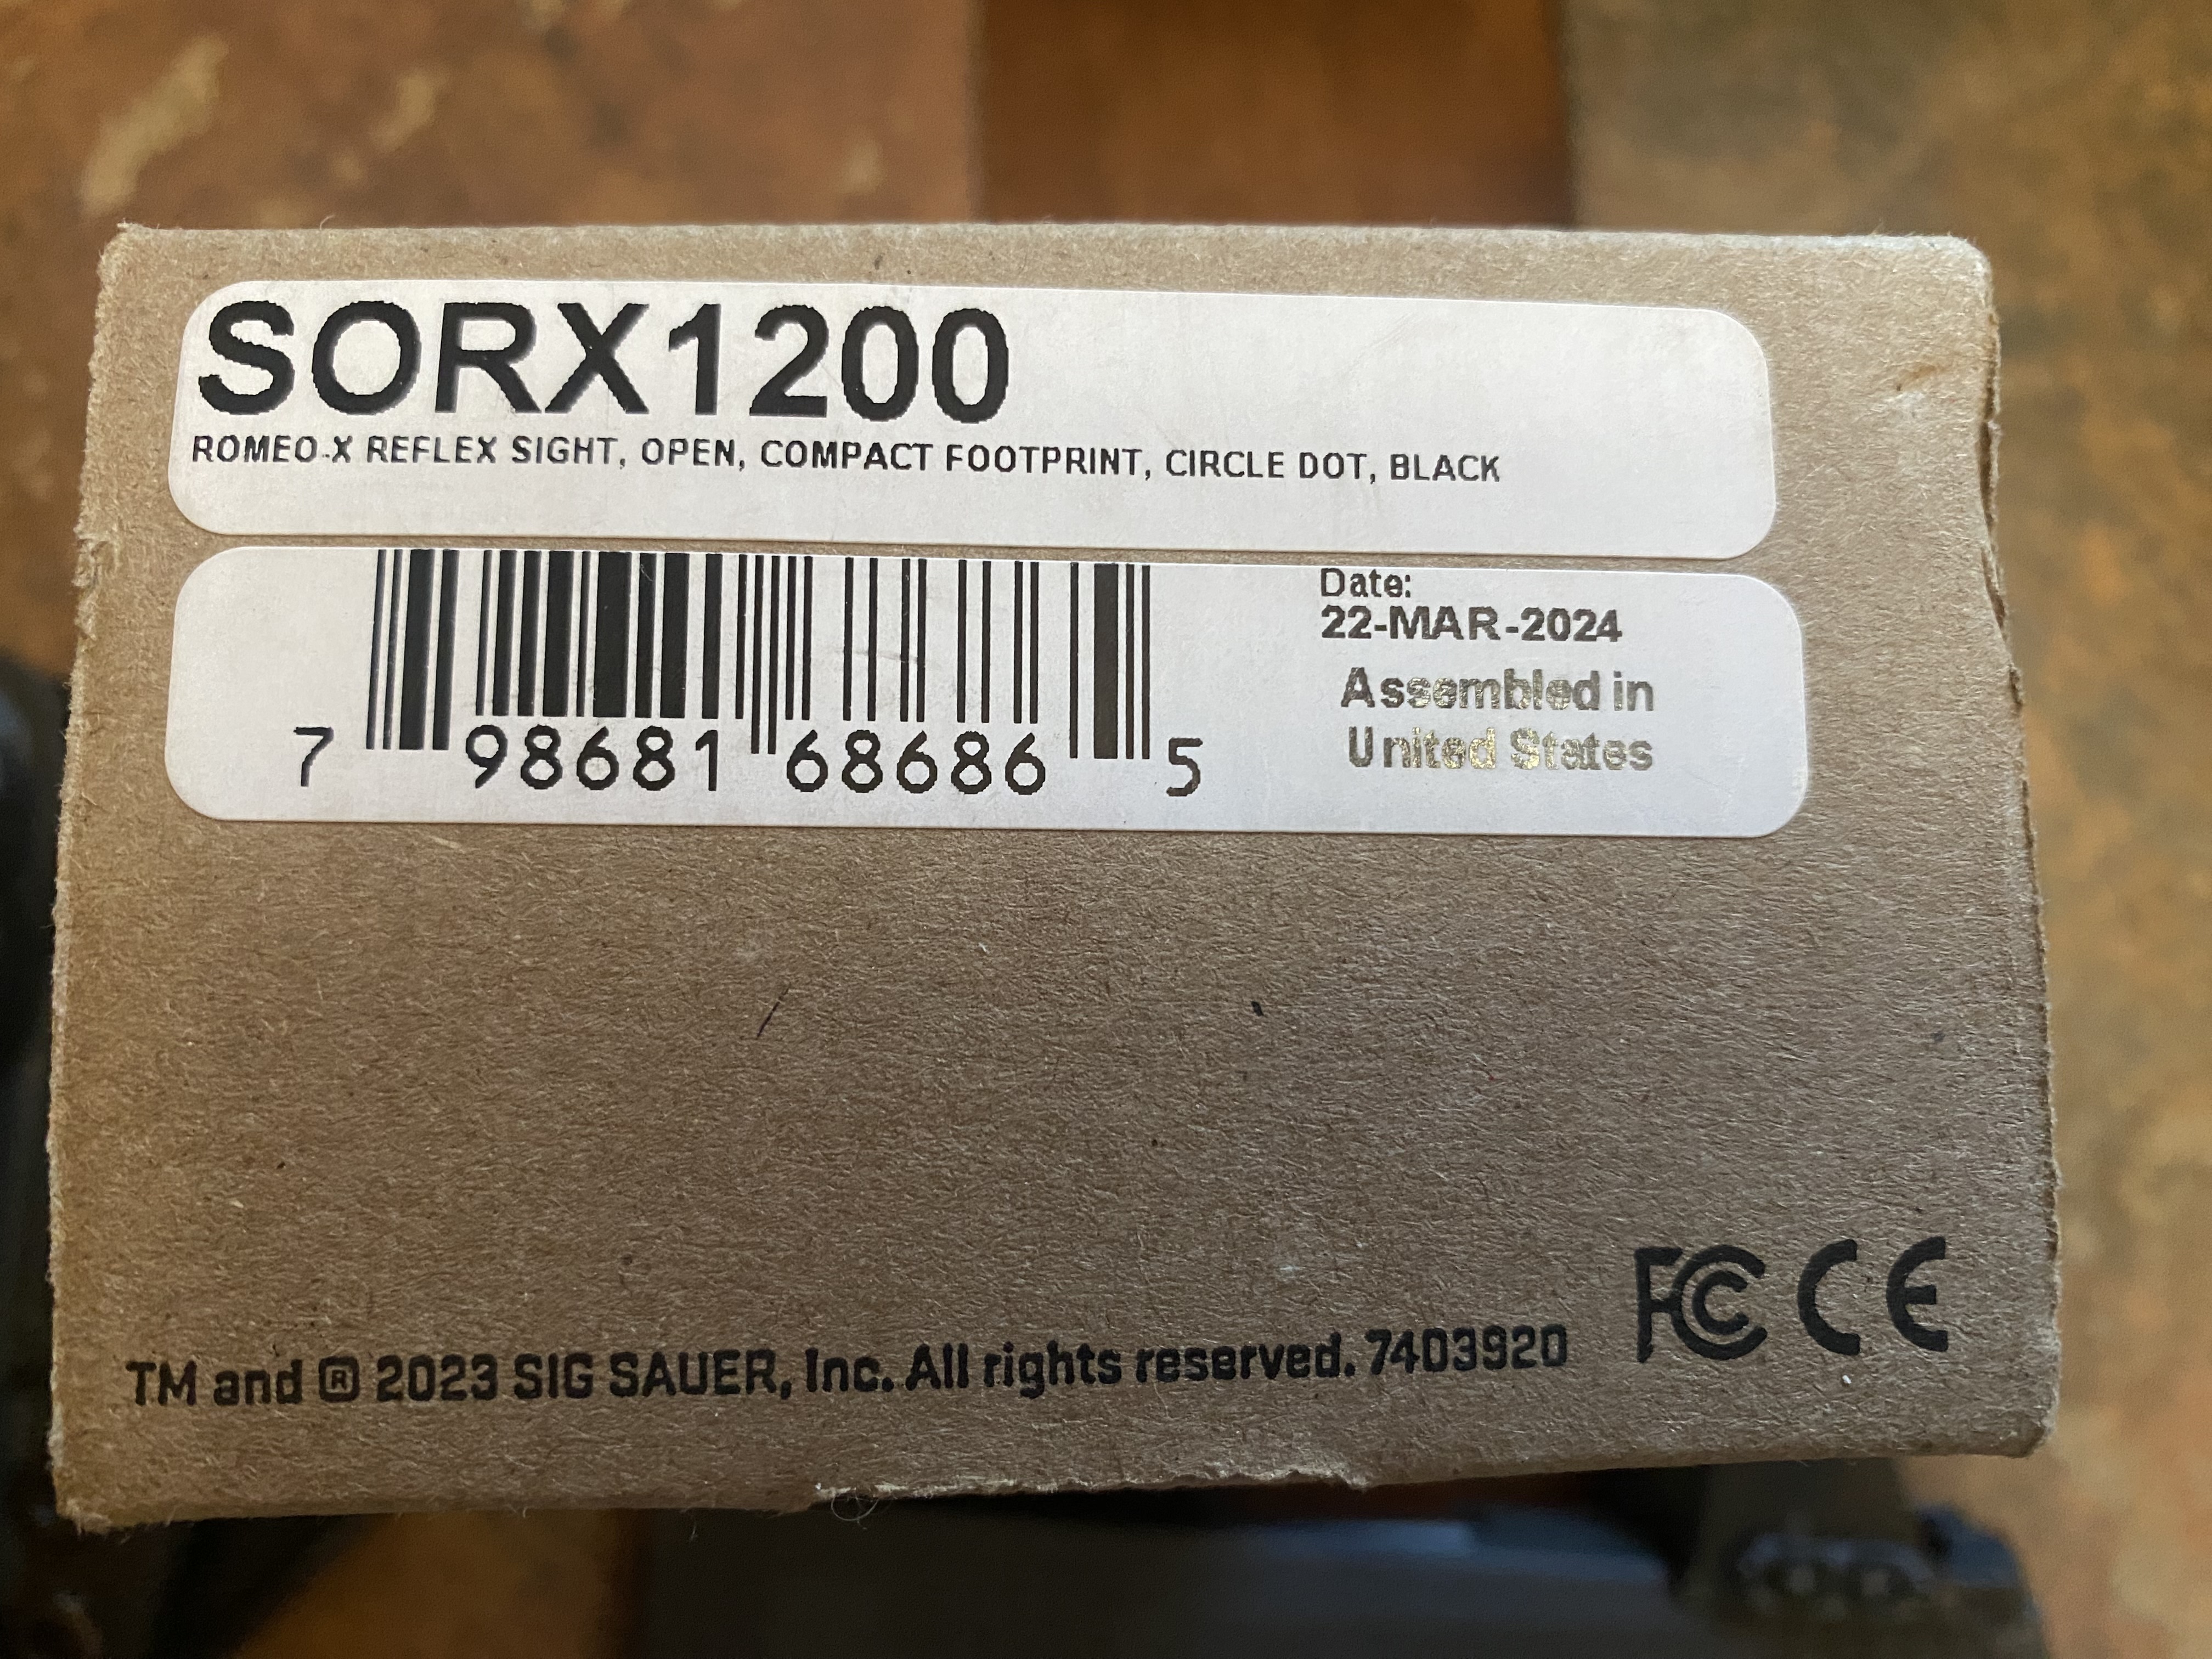 SORX1200
ROMEO-X REFLEX SIGHT, OPEN, COMPACT FOOTPRINT, CIRCLE DOT, BLACK
7 98681 68686 5
Date:
22-MAR-2024
Assembled in
United States
FC CE
TM and ® 2023 SIG SAUER, Inc. All rights reserved. 7403920